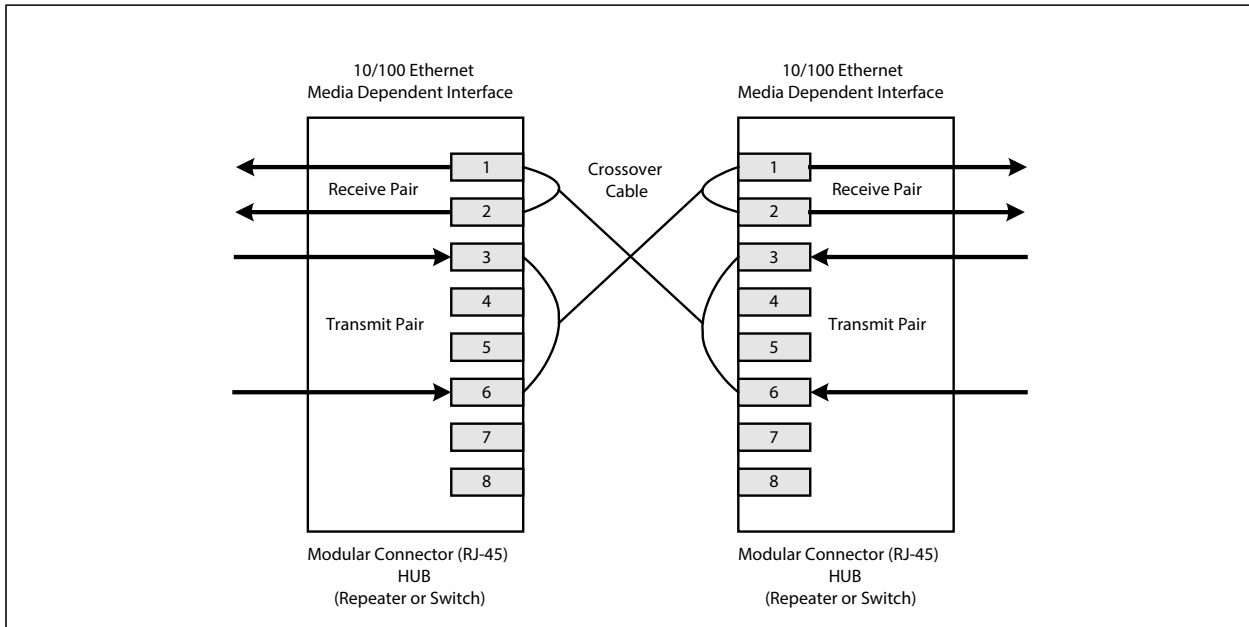 10/100 Ethernet
Media Dependent Interface
10/100 Ethernet
Media Dependent Interface
Crossover
Cable
1
Receive Pair
2
3
4
Transmit Pair
5
6
7
8
1
Receive Pair
2
3
4
Transmit Pair
5
6
7
8
Modular Connector (RJ-45)
HUB
(Repeater or Switch)
Modular Connector (RJ-45)
HUB
(Repeater or Switch)